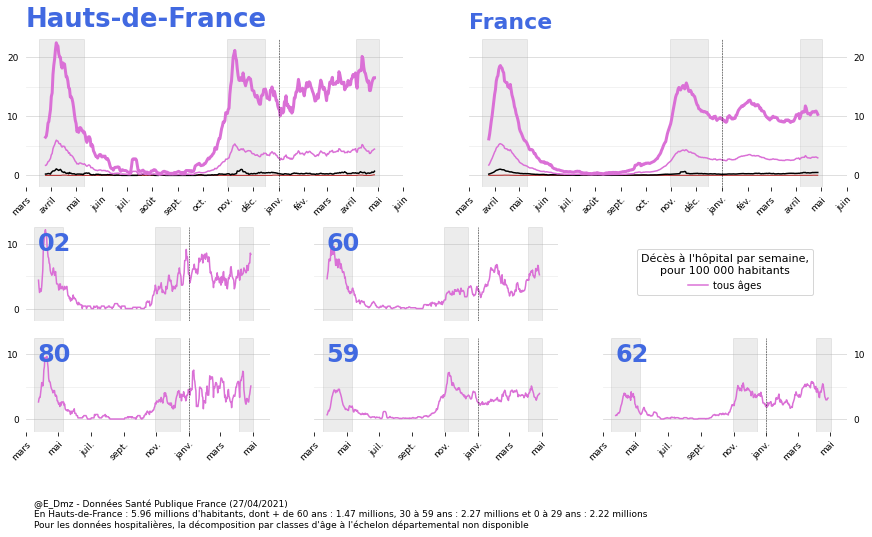 Hauts-de-France
France
20
10
0
mars avril mai juin juil. août sept. oct. nov. déc. janv. fév. mars avril mai juin
20
10
0
mars avril mai juin juil. août sept. oct. nov. déc. janv. fév. mars avril mai juin
10
0
02
60
Décès à l'hôpital par semaine,
pour 100 000 habitants
tous âges
10
0
80
59
62
10
0
mars mai juil. sept. nov. janv. mars mai
mars mai juil. sept. nov. janv. mars mai
mars mai juil. sept. nov. janv. mars mai
@E_Dmz - Données Santé Publique France (27/04/2021)
En Hauts-de-France : 5.96 millions d'habitants, dont + de 60 ans : 1.47 millions, 30 à 59 ans : 2.27 millions et 0 à 29 ans : 2.22 millions
Pour les données hospitalières, la décomposition par classes d'âge à l'échelon départemental non disponible